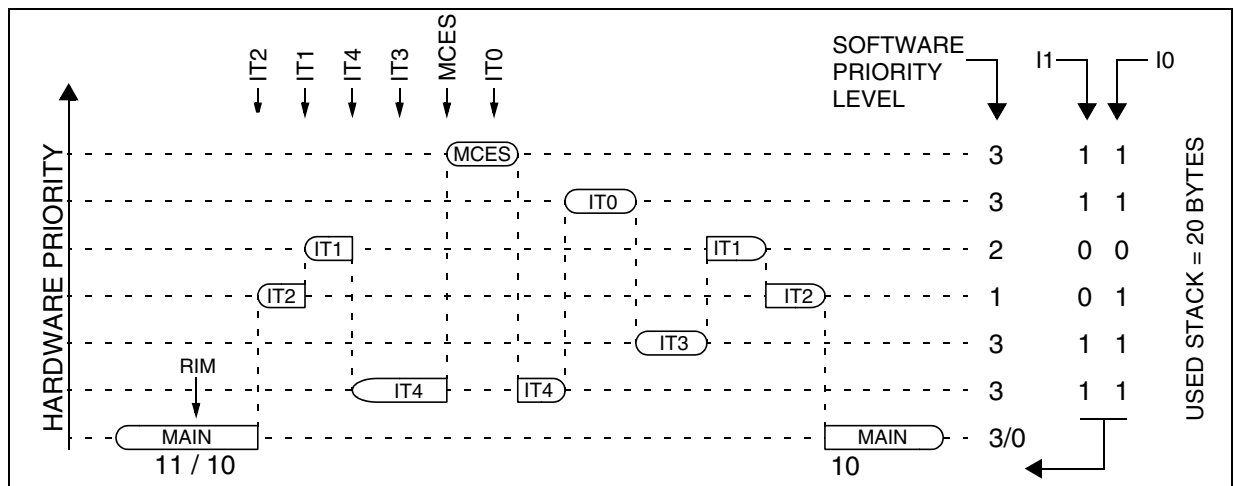 IT2
IT1
IT4
IT3
MCES
IT0
SOFTWARE
PRIORITY
LEVEL
I1
I0
HARDWARE PRIORITY
MCES
3
1 1
IT0
3
1 1
IT1
IT1
2
0 0
IT2
IT2
1
0 1
IT3
3
1 1
RIM
IT4
IT4
3
1 1
MAIN
MAIN
3/0
11 / 10
10
USED STACK = 20 BYTES